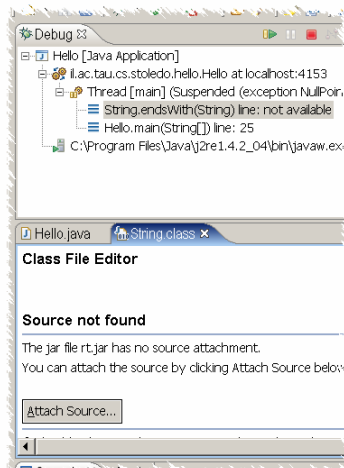 Debug
Hello [Java Application]
il.ac.tau.cs.stoledo.hello.Hello at localhost:4153
Thread [main] (Suspended (exception NullPoin
String.endsWith(String) line: not available
Hello.main(String[]) line: 25
C:\Program Files\Java\j2re1.4.2_04\bin\javaw.ex
Hello.java String.class
Class File Editor
Source not found
The jar file rt.jar has no source attachment.
You can attach the source by clicking Attach Source below
Attach Source...